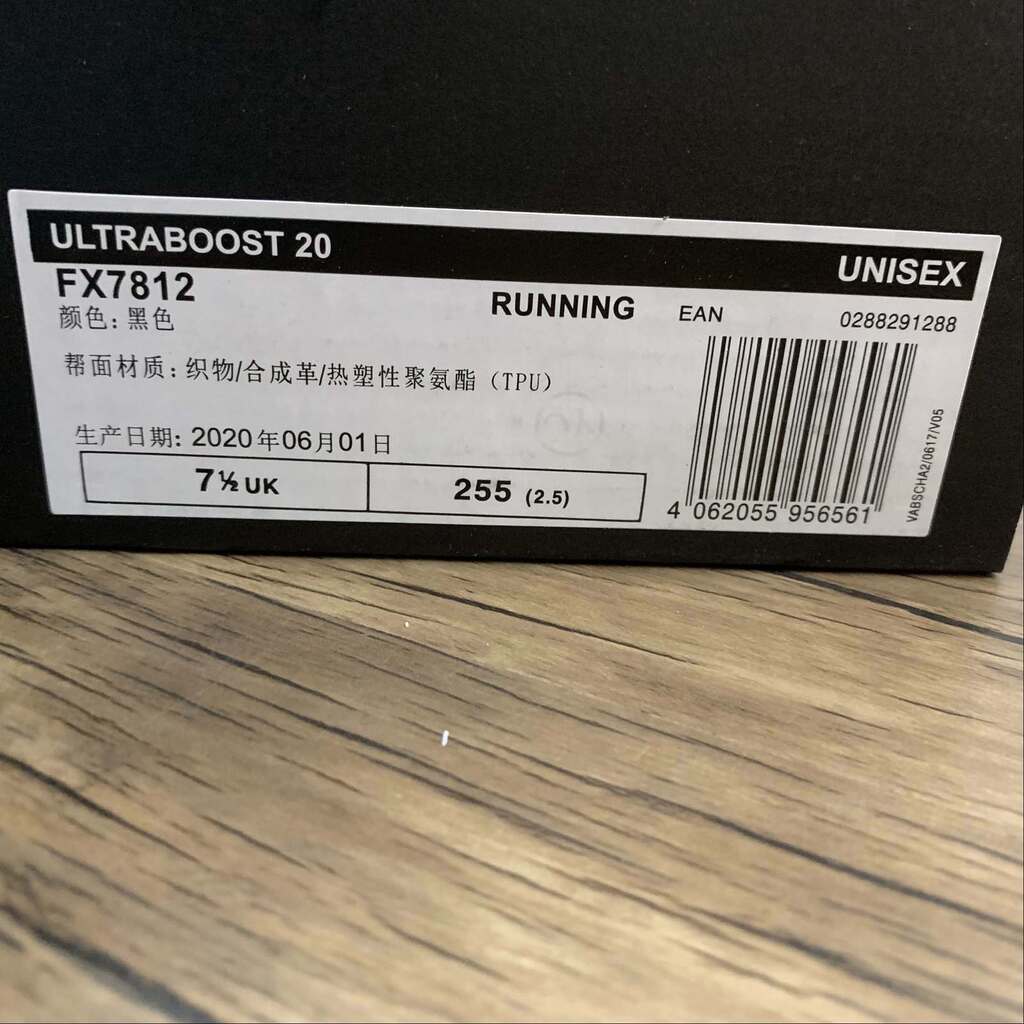 ULTRABOOST 20
UNISEX
FX7812
RUNNING
EAN
0288291288
颜色: 黑色
帮面材质: 织物/合成革/热塑性聚氨酯 (TPU)
生产日期: 2020年06月01日
7½ UK
255 (2.5)
4 062055 956561
VABSCHA2/0617/V05